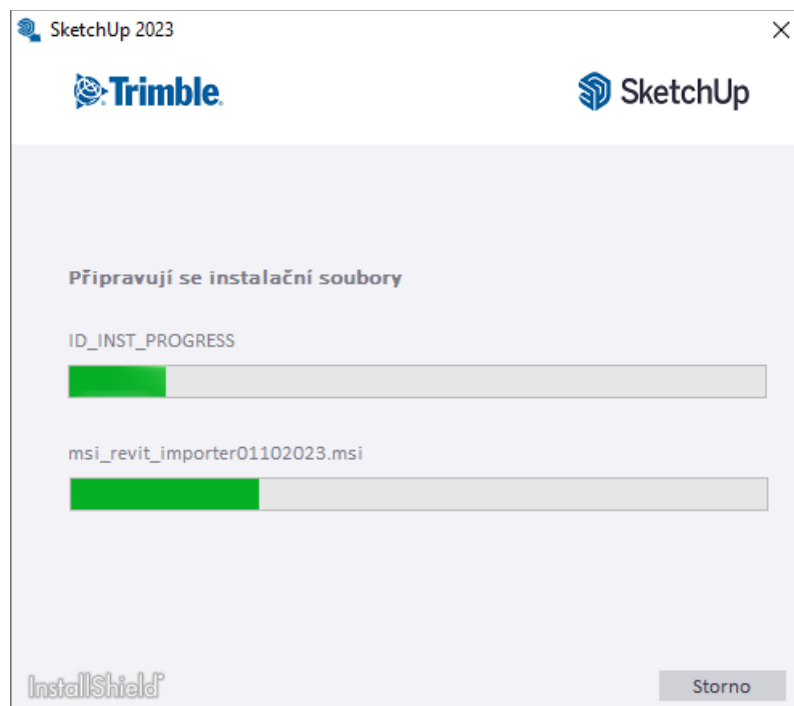 SketchUp 2023
Trimble.
SketchUp
Připravují se instalační soubory
ID_INST_PROGRESS
msi_revit_importer01102023.msi
InstallShield
Storno